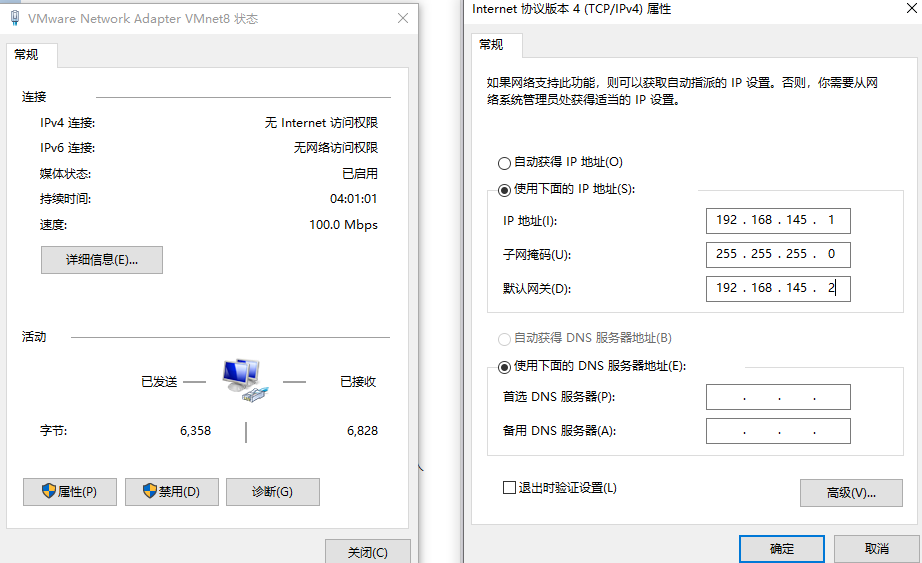 VMware Network Adapter VMnet8 状态
常规
连接
IPv4 连接: 无 Internet 访问权限
IPv6 连接: 无网络访问权限
媒体状态: 已启用
持续时间: 04:01:01
速度: 100.0 Mbps
详细信息(E)...
活动
已发送 已接收
字节: 6,358 6,828
属性(P) 禁用(D) 诊断(G)
关闭(C)
Internet 协议版本 4 (TCP/IPv4) 属性
常规
如果网络支持此功能，则可以获取自动指派的 IP 设置。否则，你需要从网
络系统管理员处获得适当的 IP 设置。
自动获得 IP 地址(O)
使用下面的 IP 地址(S):
IP 地址(I): 192 . 168 . 145 . 1
子网掩码(U): 255 . 255 . 255 . 0
默认网关(D): 192 . 168 . 145 . 2
自动获得 DNS 服务器地址(B)
使用下面的 DNS 服务器地址(E):
首选 DNS 服务器(P): . . .
备用 DNS 服务器(A): . . .
退出时验证设置(L)
高级(V)...
确定 取消